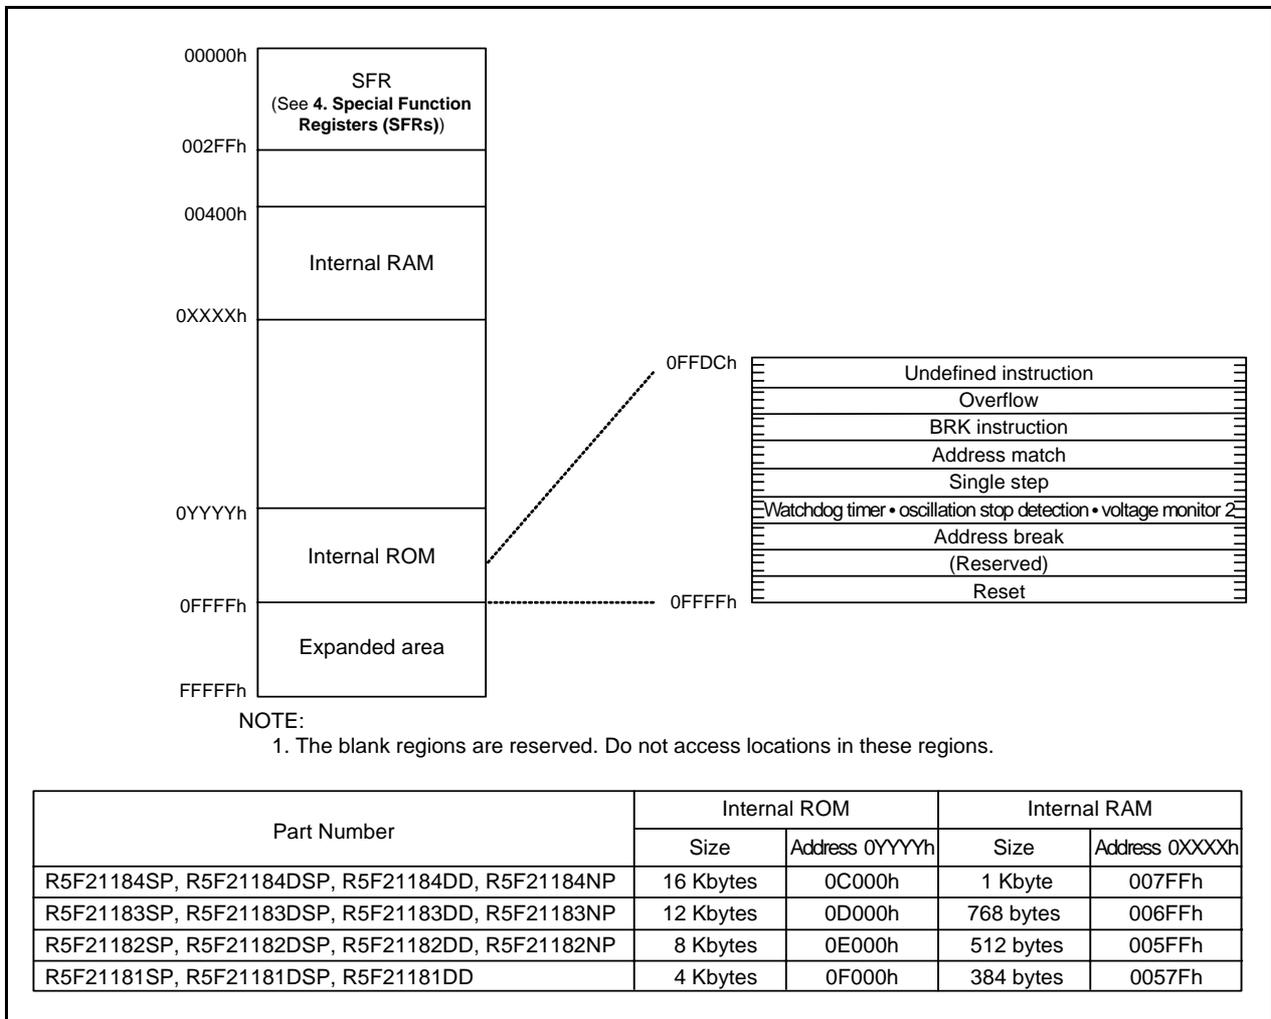 00000h
SFR
(See 4. Special Function
Registers (SFRs))
002FFh
00400h
Internal RAM
0XXXXh
0FFDCh
Undefined instruction
Overflow
BRK instruction
Address match
Single step
Watchdog timer • oscillation stop detection • voltage monitor 2
Address break
(Reserved)
Reset
0FFFFh
0YYYYh
Internal ROM
0FFFFh
Expanded area
FFFFFh
NOTE:
1. The blank regions are reserved. Do not access locations in these regions.
Part Number Internal ROM Internal RAM
Size Address 0YYYYh Size Address 0XXXXh
R5F21184SP, R5F21184DSP, R5F21184DD, R5F21184NP 16 Kbytes 0C000h 1 Kbyte 007FFh
R5F21183SP, R5F21183DSP, R5F21183DD, R5F21183NP 12 Kbytes 0D000h 768 bytes 006FFh
R5F21182SP, R5F21182DSP, R5F21182DD, R5F21182NP 8 Kbytes 0E000h 512 bytes 005FFh
R5F21181SP, R5F21181DSP, R5F21181DD 4 Kbytes 0F000h 384 bytes 0057Fh